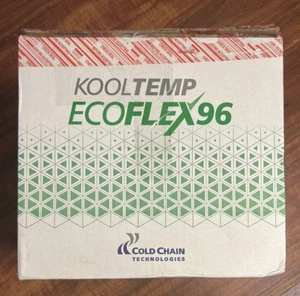 KOOLTEMP
ECOFLEX96
COLD CHAIN
TECHNOLOGIES